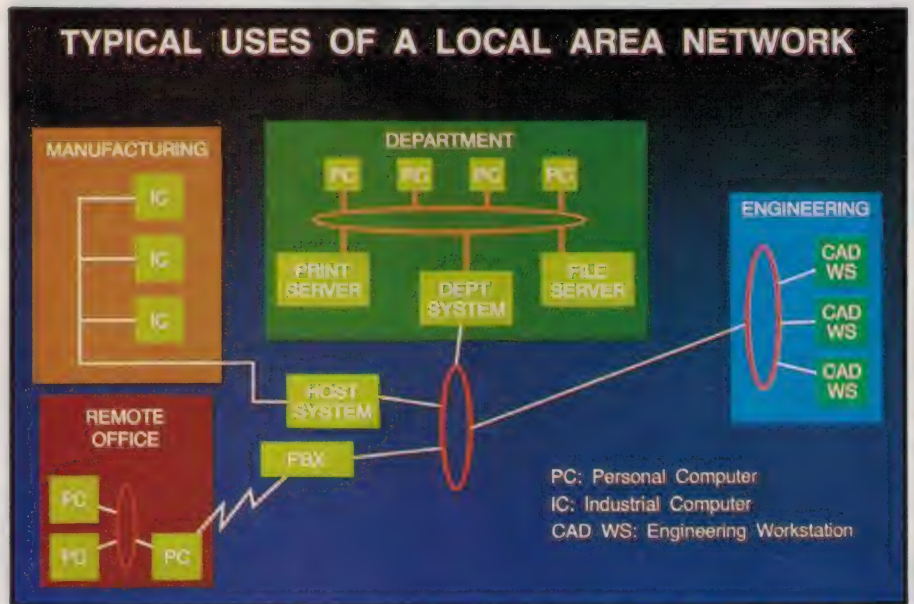 TYPICAL USES OF A LOCAL AREA NETWORK
MANUFACTURING
IC
IC
IC
DEPARTMENT
PC
PC
PC
PC
PRINT
SERVER
DEPT
SYSTEM
FILE
SERVER
ENGINEERING
CAD
WS
CAD
WS
CAD
WS
HOST
SYSTEM
PBX
REMOTE
OFFICE
PC
PC
PC
PC: Personal Computer
IC: Industrial Computer
CAD WS: Engineering Workstation